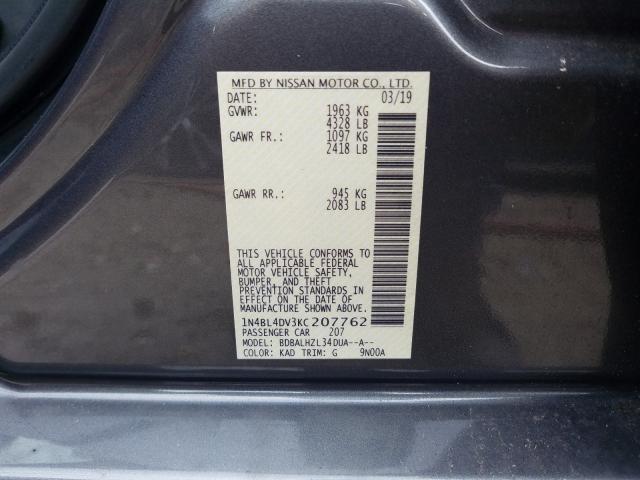 MFD BY NISSAN MOTOR CO., LTD.
DATE: 03/19
GVWR: 1963 KG
4328 LB
GAWR FR.: 1097 KG
2418 LB
GAWR RR.: 945 KG
2083 LB
THIS VEHICLE CONFORMS TO
ALL APPLICABLE FEDERAL
MOTOR VEHICLE SAFETY,
BUMPER, AND THEFT
PREVENTION STANDARDS IN
EFFECT ON THE DATE OF
MANUFACTURE SHOWN ABOVE.
1N4BL4DV3KC207762
PASSENGER CAR 207
MODEL: BDBALHZL34DUA--A--
COLOR: KAD TRIM: G 9N00A